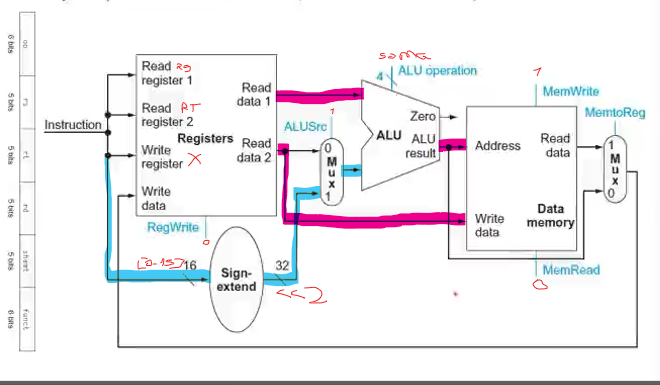 op
rs
rt
rd
shamt
funct
6 bits
5 bits
5 bits
5 bits
5 bits
6 bits
Instruction
Read
register 1
RS
Read
register 2
RT
Registers
Write
register
X
Write
data
Read
data 1
Read
data 2
RegWrite
0
[0-15]
16
Sign-
extend
32
<<2
ALUSrc
1
0
M
u
x
1
4
ALU operation
Zero
ALU
ALU
result
1
MemWrite
Address
Read
data
Write
data
Data
memory
MemRead
0
MemtoReg
1
M
u
x
0